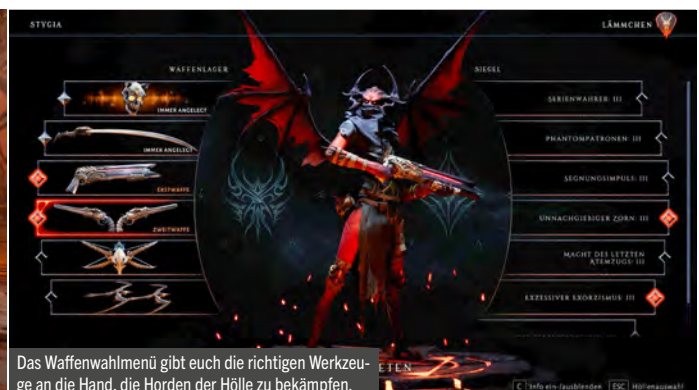 STYGIA
LÄMMCHEN
WAFFENLAGER
SIEGEL
IMMER ANGELEGT
IMMER ANGELEGT
ERSTWAFFE
ZWEITWAFFE
SERIENWAHRER: III
PHANTOMPATRONEN: III
SEGNUNGSIMPULS: III
UNNACHGIEBIGER ZORN: III
MACHT DES LETZTEN
ATEMZUGS: III
EXZESSIVER EXORZISMUS: III
ETEN
C Info ein-/ausblenden ESC Höllenauswahl
Das Waffenwahlmenü gibt euch die richtigen Werkzeu-
ge an die Hand, die Horden der Hölle zu bekämpfen.